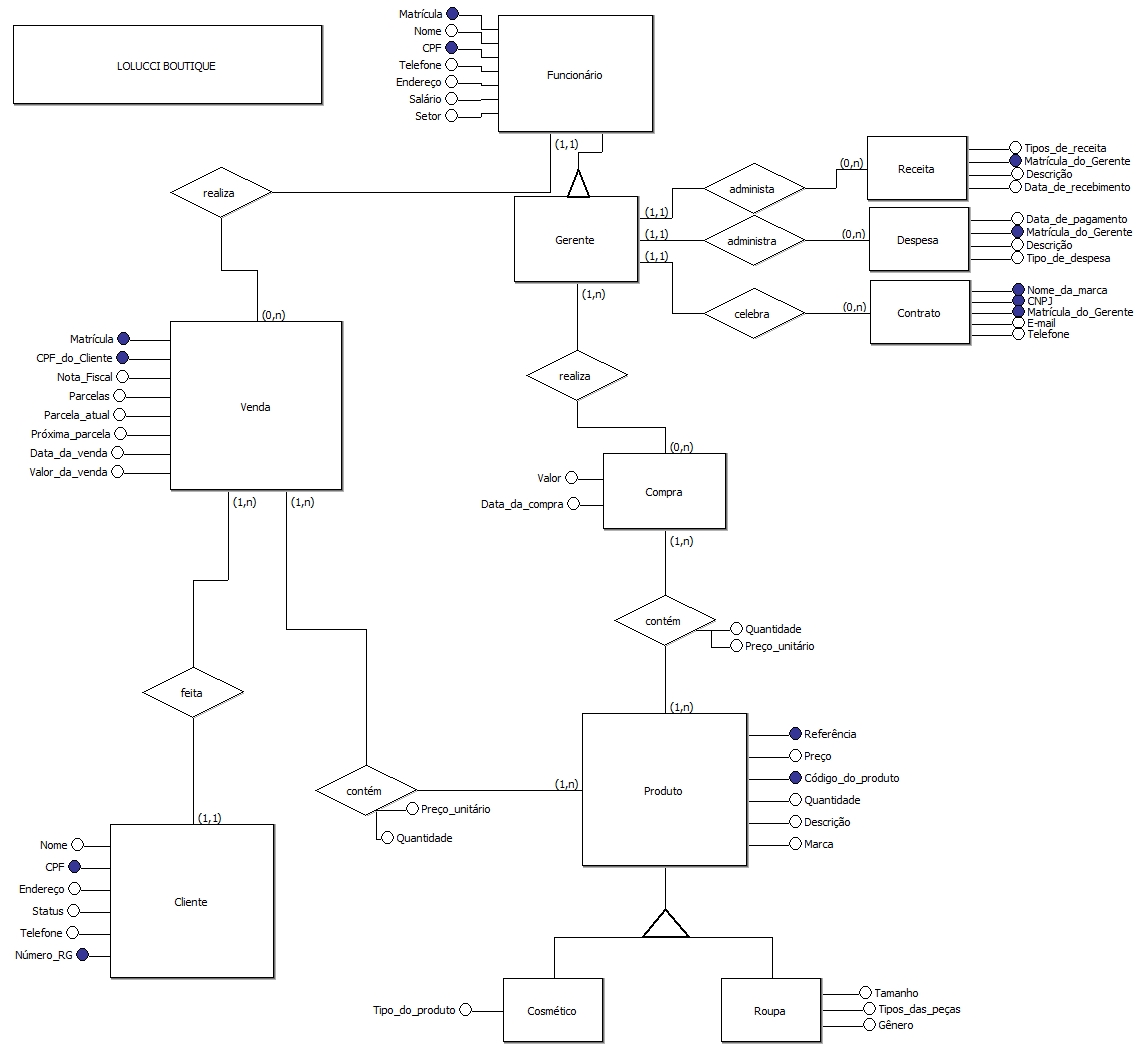 LOLUCCI BOUTIQUE
Matrícula
Nome
CPF
Telefone
Endereço
Salário
Setor
Funcionário
(1,1)
realiza
(0,n)
Gerente
(1,1)
(1,1)
(1,1)
(1,n)
administa
(0,n)
Receita
Tipos_de_receita
Matrícula_do_Gerente
Descrição
Data_de_recebimento
administra
(0,n)
Despesa
Data_de_pagamento
Matrícula_do_Gerente
Descrição
Tipo_de_despesa
celebra
(0,n)
Contrato
Nome_da_marca
CNPJ
Matrícula_do_Gerente
E-mail
Telefone
Matrícula
CPF_do_Cliente
Nota_Fiscal
Parcelas
Parcela_atual
Próxima_parcela
Data_da_venda
Valor_da_venda
Venda
(1,n)
(1,n)
realiza
(0,n)
Valor
Data_da_compra
Compra
(1,n)
contém
Quantidade
Preço_unitário
(1,n)
feita
(1,1)
contém
(1,n)
Preço_unitário
Quantidade
Produto
Referência
Preço
Código_do_produto
Quantidade
Descrição
Marca
Nome
CPF
Endereço
Status
Telefone
Número_RG
Cliente
Tipo_do_produto
Cosmético
Roupa
Tamanho
Tipos_das_peças
Gênero